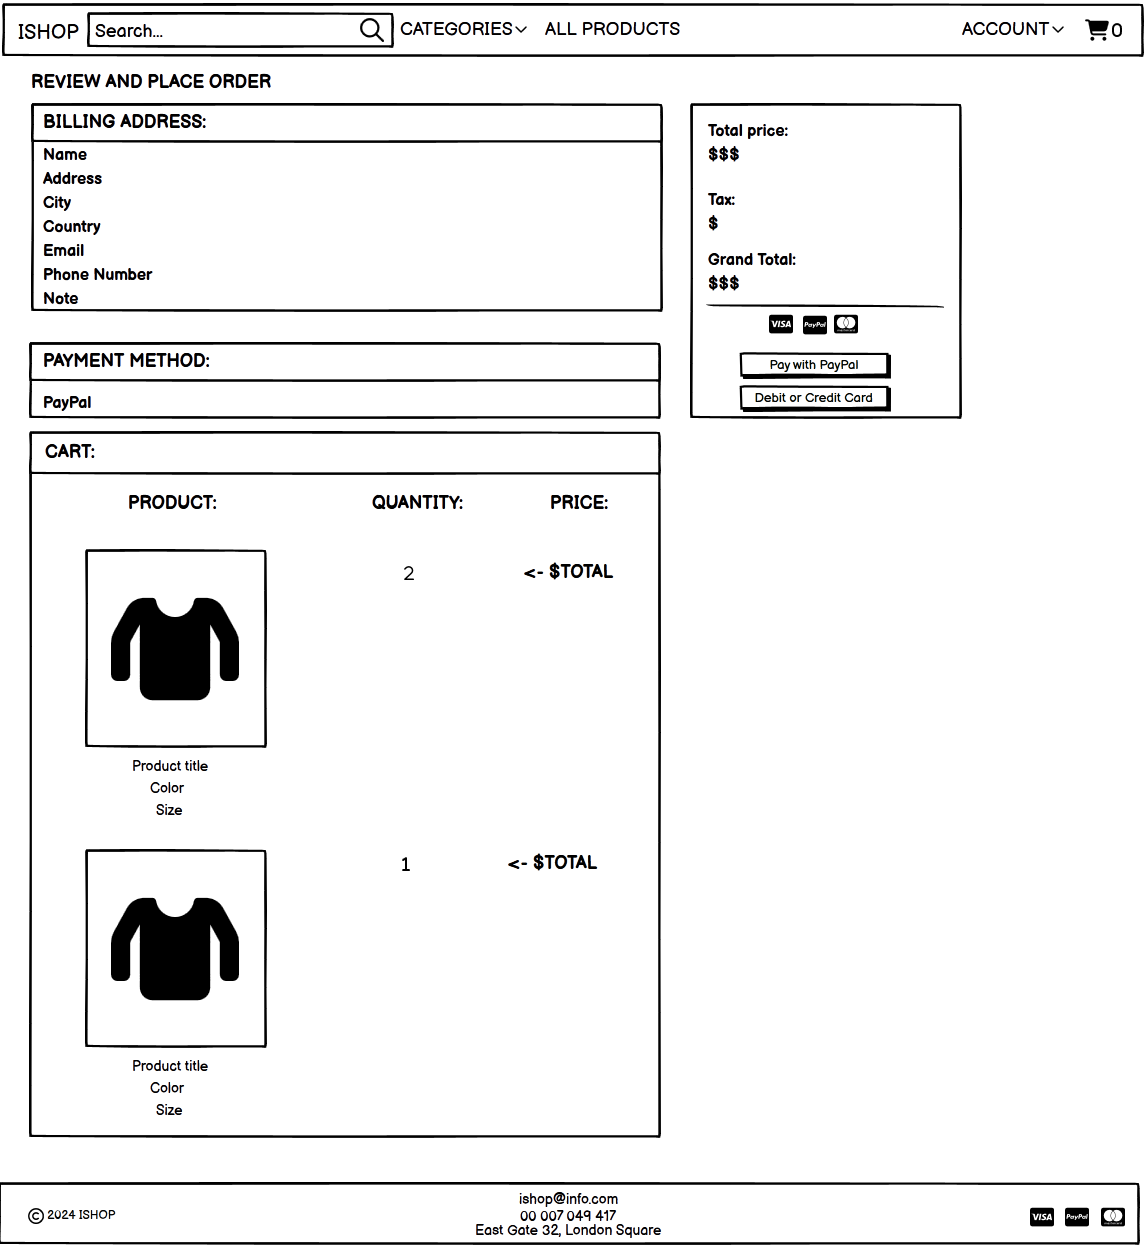 ISHOP Search... CATEGORIES ALL PRODUCTS ACCOUNT 0
REVIEW AND PLACE ORDER
BILLING ADDRESS:
Name
Address
City
Country
Email
Phone Number
Note
Total price:
$$$
Tax:
$
Grand Total:
$$$
VISA PayPal
Pay with PayPal
Debit or Credit Card
PAYMENT METHOD:
PayPal
CART:
PRODUCT: QUANTITY: PRICE:
2 <- $TOTAL
Product title
Color
Size
1 <- $TOTAL
Product title
Color
Size
© 2024 ISHOP
ishop@info.com
00 007 049 417
East Gate 32, London Square
VISA PayPal